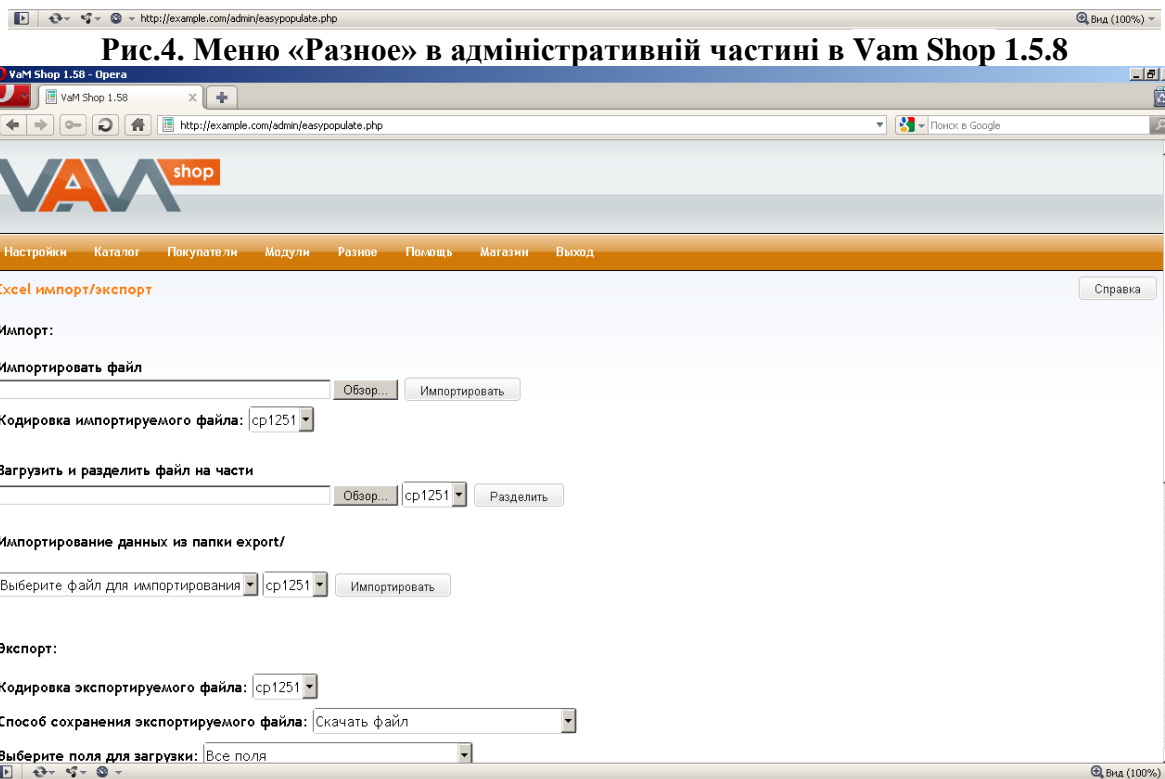 http://example.com/admin/easypopulate.php Вид (100%)
Рис.4. Меню «Разное» в адміністративній частині в Vam Shop 1.5.8
VaM Shop 1.58 - Opera
VaM Shop 1.58
http://example.com/admin/easypopulate.php Поиск в Google
VAM shop
Настройки Каталог Покупатели Модули Разное Помощь Магазин Выход
Excel импорт/экспорт Справка
Импорт:
Импортировать файл
Обзор... Импортировать
Кодировка импортируемого файла: cp1251
Загрузить и разделить файл на части
Обзор... cp1251 Разделить
Импортирование данных из папки export/
Выберите файл для импортирования cp1251 Импортировать
Экспорт:
Кодировка экспортируемого файла: cp1251
Способ сохранения экспортируемого файла: Скачать файл
Выберите поля для загрузки: Все поля
Вид (100%)